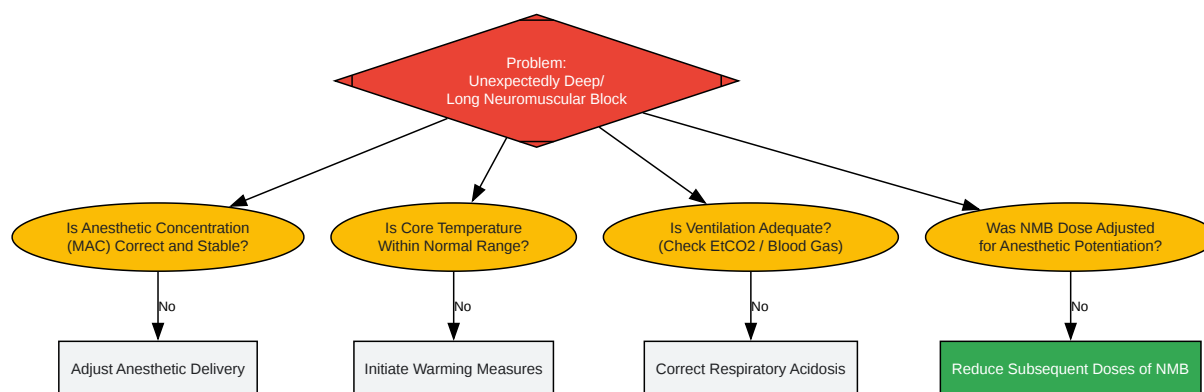 Problem:
Unexpectedly Deep/
Long Neuromuscular Block
Is Anesthetic Concentration
(MAC) Correct and Stable?
Is Core Temperature
Within Normal Range?
Is Ventilation Adequate?
(Check EtCO2 / Blood Gas)
Was NMB Dose Adjusted
for Anesthetic Potentiation?
No
No
No
No
Adjust Anesthetic Delivery
Initiate Warming Measures
Correct Respiratory Acidosis
Reduce Subsequent Doses of NMB